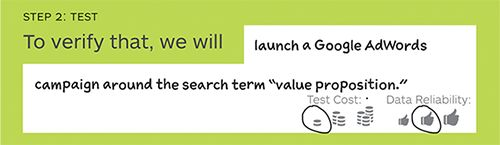 STEP 2: TEST
To verify that, we will launch a Google AdWords
campaign around the search term “value proposition.”
Test Cost: Data Reliability: